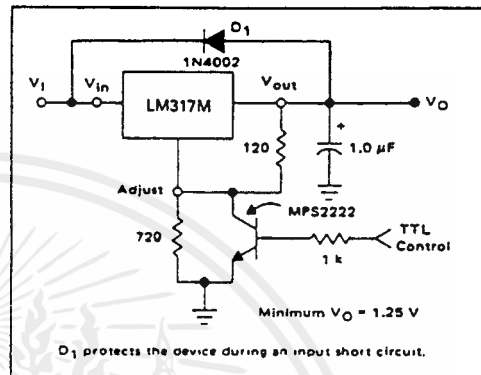 D1
1N4002
VI
Vin
LM317M
Vout
VO
120
+
1.0 µF
Adjust
MPS2222
720
TTL
Control
1 k
Minimum VO = 1.25 V
D1 protects the device during an input short circuit.